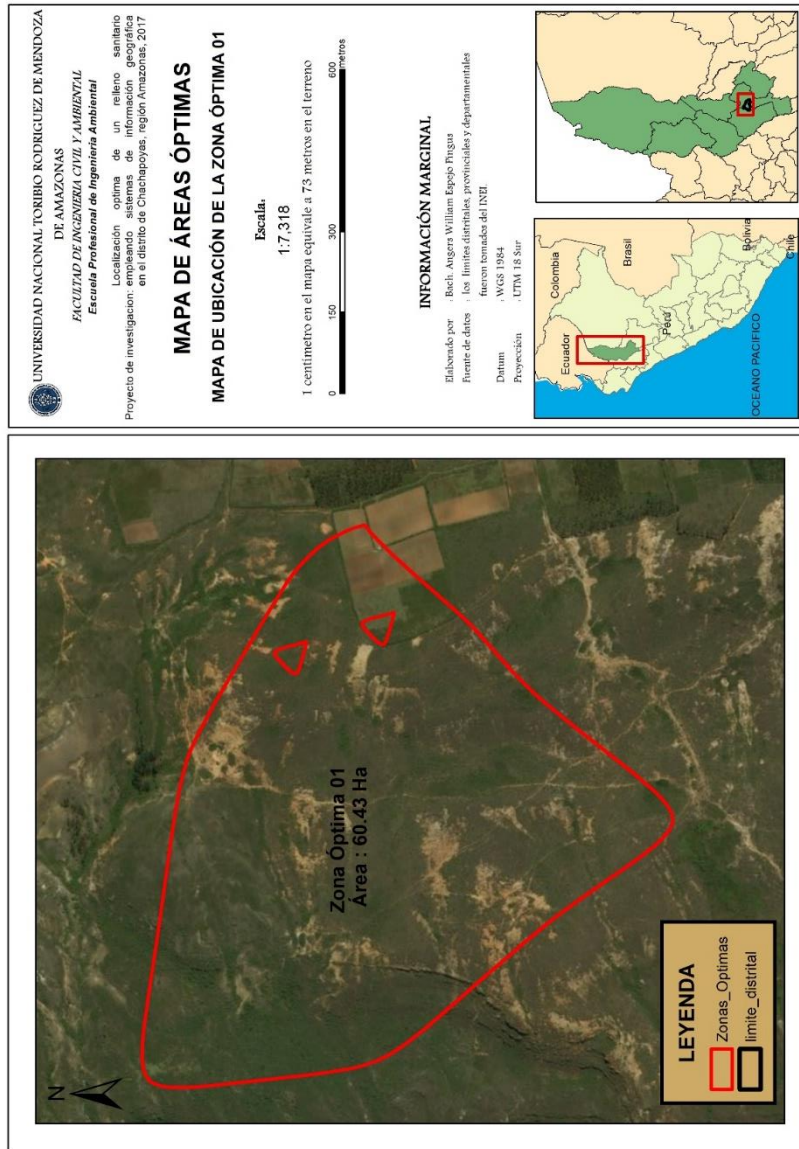 UNIVERSIDAD NACIONAL TORIBIO RODRIGUEZ DE MENDOZA
DE AMAZONAS
FACULTAD DE INGENIERIA CIVIL Y AMBIENTAL
Escuela Profesional de Ingeniería Ambiental
Proyecto de investigacion: Localización optima de un relleno sanitario
empleando sistemas de información geográfica
en el distrito de Chachapoyas, región Amazonas, 2017
MAPA DE ÁREAS ÓPTIMAS
MAPA DE UBICACIÓN DE LA ZONA ÓPTIMA 01
Escala:
1:7,318
1 centímetro en el mapa equivale a 73 metros en el terreno
0 150 300 600
metros
INFORMACIÓN MARGINAL
Elaborado por : Bach. Angers William Espejo Pingus
Fuente de datos : los limites distritales, provinciales y departamentales
fueron tomados del INEI.
Datum : WGS 1984
Proyección : UTM 18 Sur
Colombia
Ecuador
Brasil
Perú
Bolivia
Chile
OCEANO PACIFICO
N
Zona Óptima 01
Área : 60.43 Ha
LEYENDA
Zonas_Optimas
limite_distrital